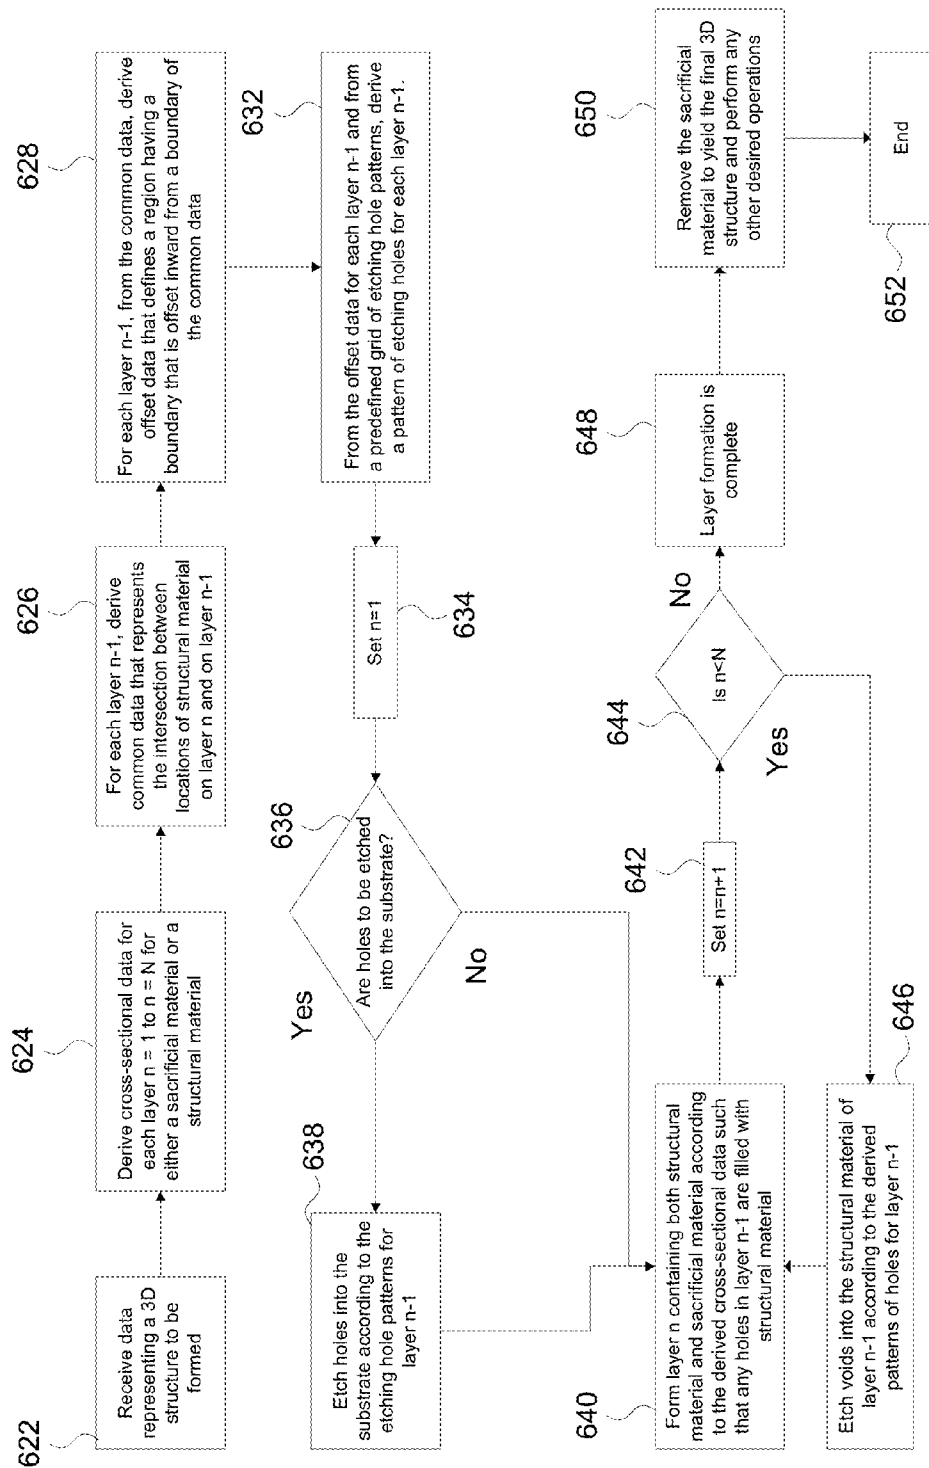 622
Receive data
representing a 3D
structure to be
formed
624
Derive cross-sectional data for
each layer n = 1 to n = N for
either a sacrificial material or a
structural material
626
For each layer n-1, derive
common data that represents
the intersection between
locations of structural material
on layer n and on layer n-1
628
For each layer n-1, from the common data, derive
offset data that defines a region having a
boundary that is offset inward from a boundary of
the common data
632
From the offset data for each layer n-1 and from
a predefined grid of etching hole patterns, derive
a pattern of etching holes for each layer n-1.
634
Set n=1
636
Are holes to be etched
into the substrate?
Yes
No
638
Etch holes into the
substrate according to the
etching hole patterns for
layer n-1
640
Form layer n containing both structural
material and sacrificial material according
to the derived cross-sectional data such
that any holes in layer n-1 are filled with
structural material
642
Set n=n+1
644
Is n<N
Yes
No
646
Etch voids into the structural material of
layer n-1 according to the derived
patterns of holes for layer n-1
648
Layer formation is
complete
650
Remove the sacrificial
material to yield the final 3D
structure and perform any
other desired operations
652
End